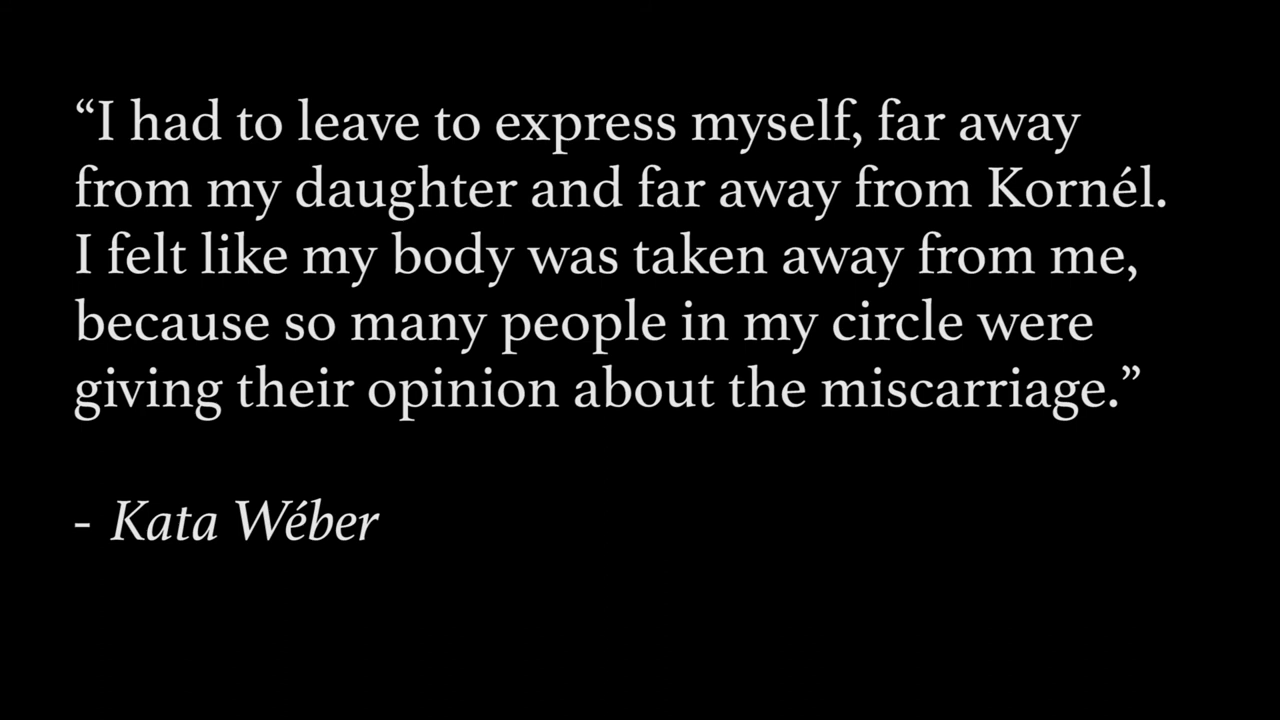 “I had to leave to express myself, far away
from my daughter and far away from Kornél.
I felt like my body was taken away from me,
because so many people in my circle were
giving their opinion about the miscarriage.”
- Kata Wéber